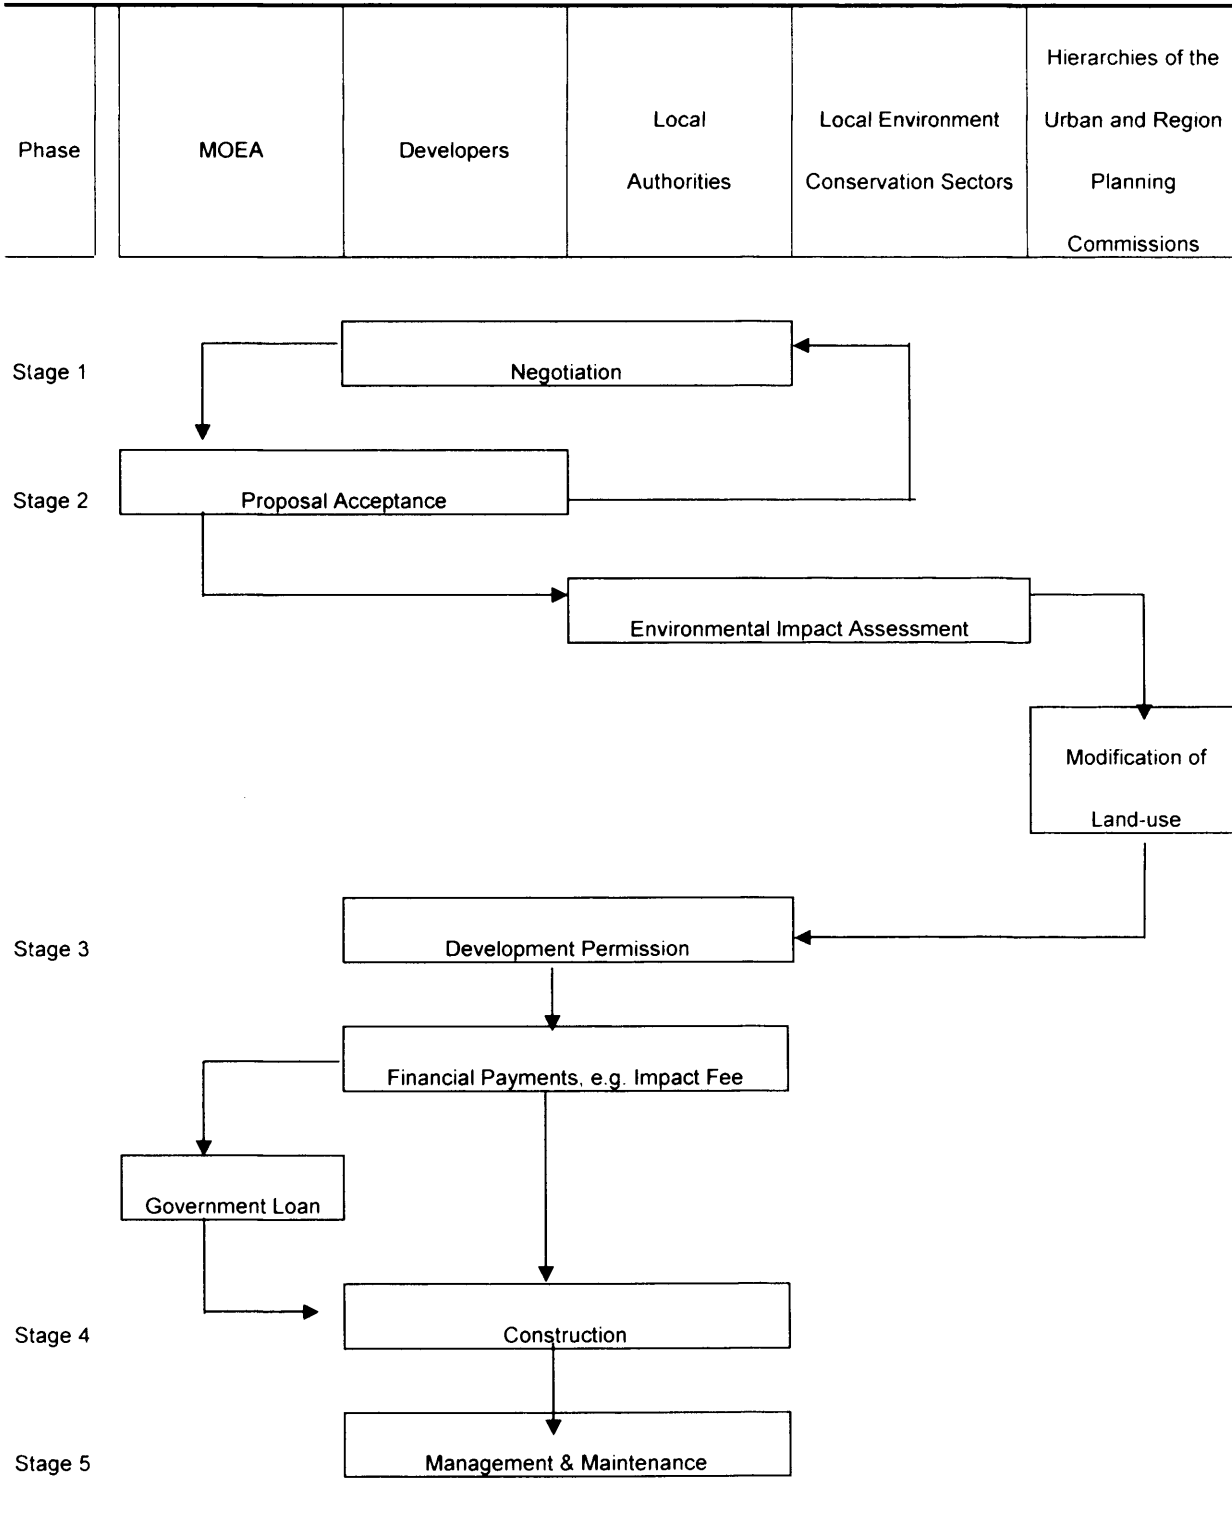 Hierarchies of the
Local
Local Environment
Urban and Region
Phase
MOEA
Developers
Authorities
Conservation Sectors
Planning
Commissions
Stage 1
Negotiation
Stage 2
Proposal Acceptance
Environmental Impact Assessment
Modification of
Land-use
Stage 3
Development Permission
Financial Payments, e.g. Impact Fee
Government Loan
Stage 4
Construction
Stage 5
Management & Maintenance